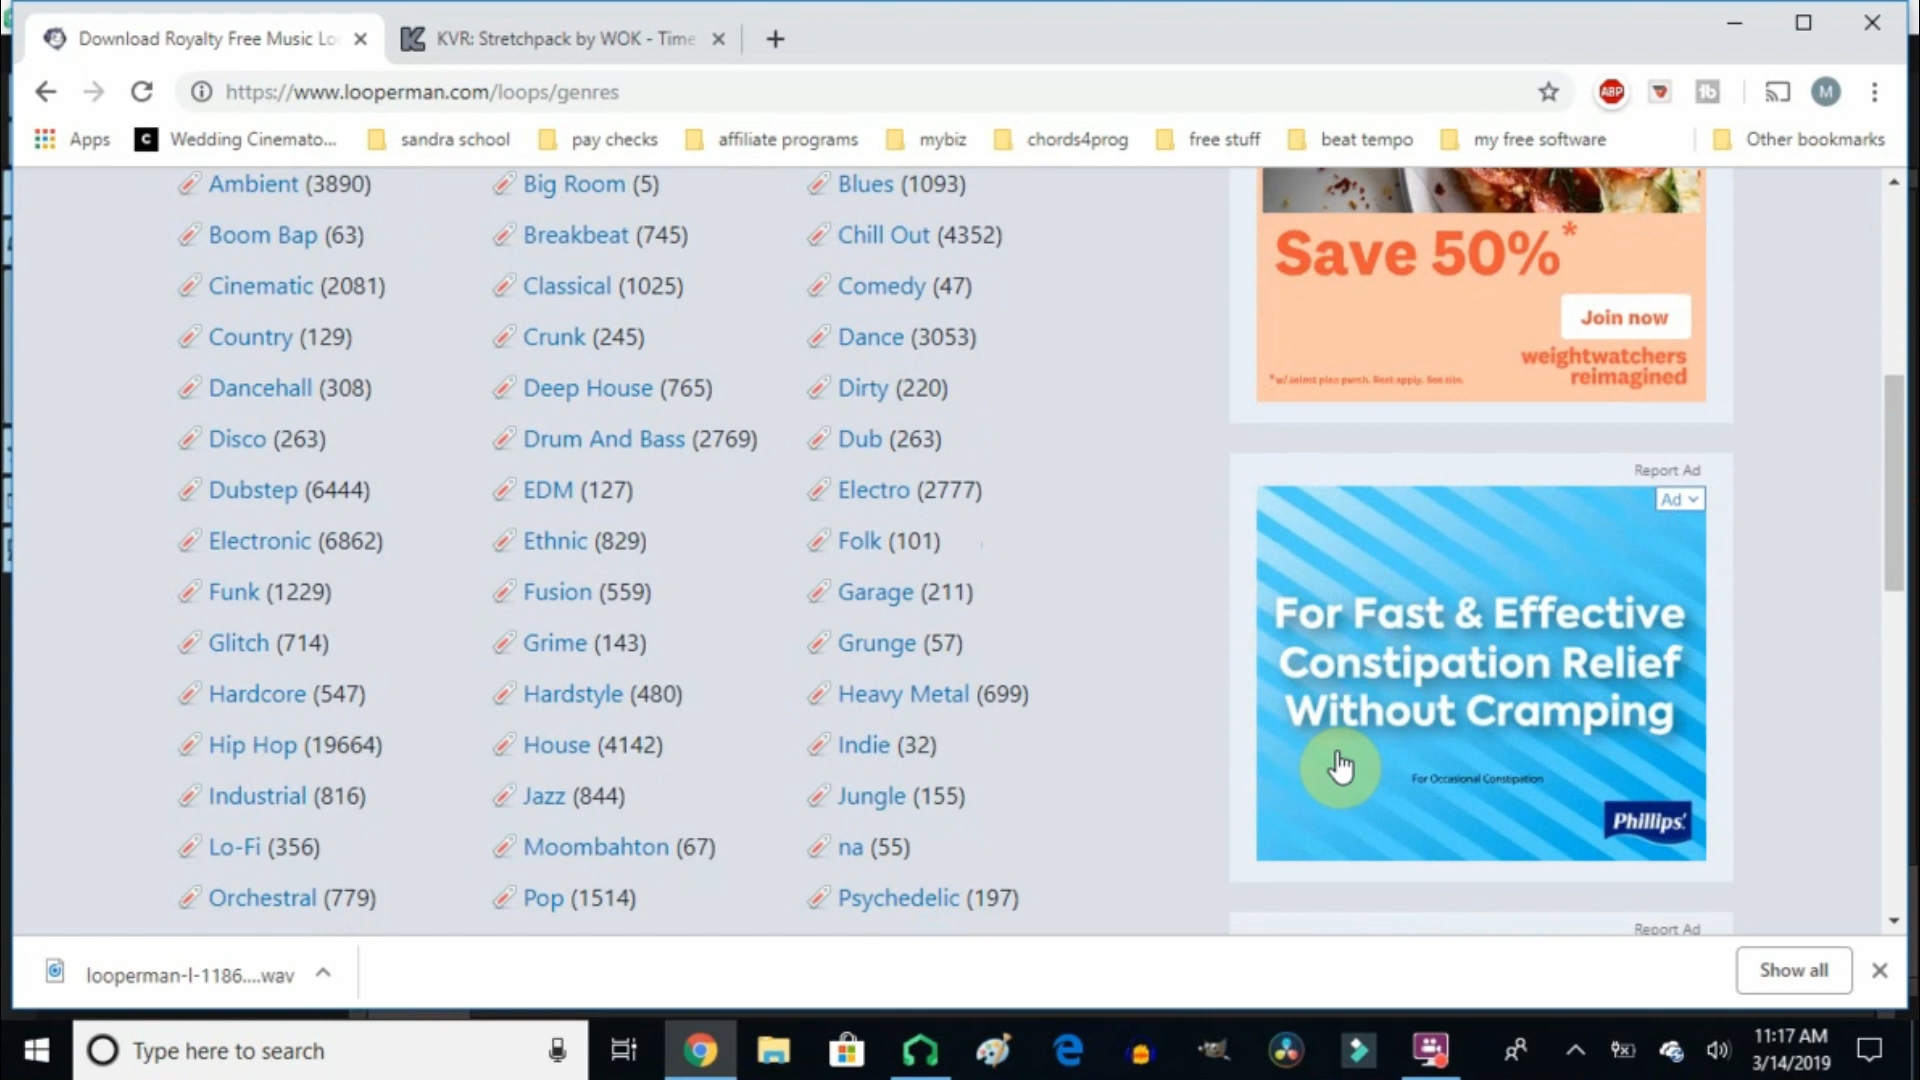 Download Royalty Free Music Lo
KVR: Stretchpack by WOK - Time
https://www.looperman.com/loops/genres
ABP
M
Apps
C
Wedding Cinemato...
sandra school
pay checks
affiliate programs
mybiz
chords4prog
free stuff
beat tempo
my free software
Other bookmarks
Ambient (3890)
Big Room (5)
Blues (1093)
Boom Bap (63)
Breakbeat (745)
Chill Out (4352)
Cinematic (2081)
Classical (1025)
Comedy (47)
Country (129)
Crunk (245)
Dance (3053)
Dancehall (308)
Deep House (765)
Dirty (220)
Disco (263)
Drum And Bass (2769)
Dub (263)
Dubstep (6444)
EDM (127)
Electro (2777)
Electronic (6862)
Ethnic (829)
Folk (101)
Funk (1229)
Fusion (559)
Garage (211)
Glitch (714)
Grime (143)
Grunge (57)
Hardcore (547)
Hardstyle (480)
Heavy Metal (699)
Hip Hop (19664)
House (4142)
Indie (32)
Industrial (816)
Jazz (844)
Jungle (155)
Lo-Fi (356)
Moombahton (67)
na (55)
Orchestral (779)
Pop (1514)
Psychedelic (197)
Save 50%*
Join now
weightwatchers
reimagined
*w/ select plan purch. Rest apply. See site.
Report Ad
Ad
For Fast & Effective
Constipation Relief
Without Cramping
For Occasional Constipation
Phillips'
Report Ad
looperman-l-1186....wav
Show all
Type here to search
11:17 AM
3/14/2019